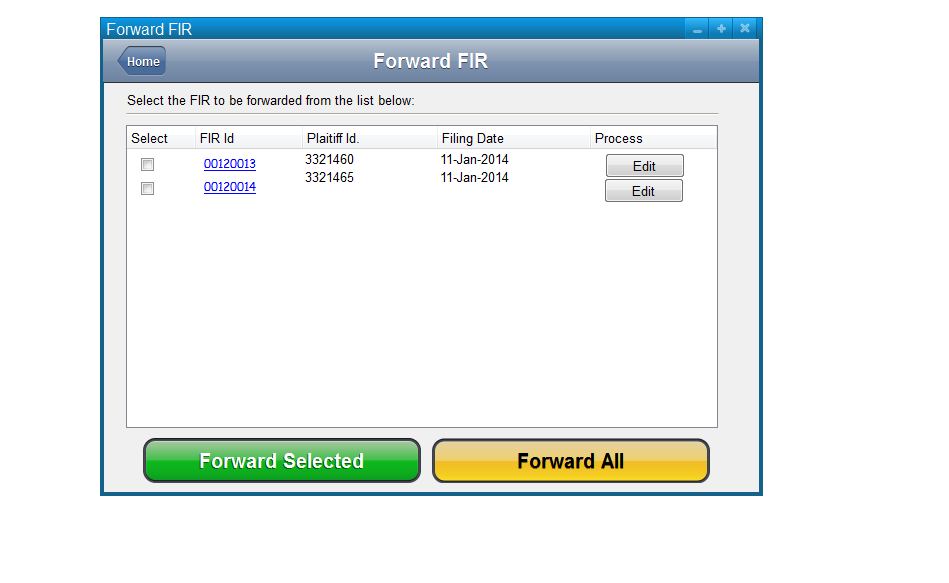 Forward FIR
Home
Forward FIR
Select the FIR to be forwarded from the list below:
Select FIR Id Plaitiff Id. Filing Date Process
00120013 3321460 11-Jan-2014 Edit
00120014 3321465 11-Jan-2014 Edit
Forward Selected Forward All